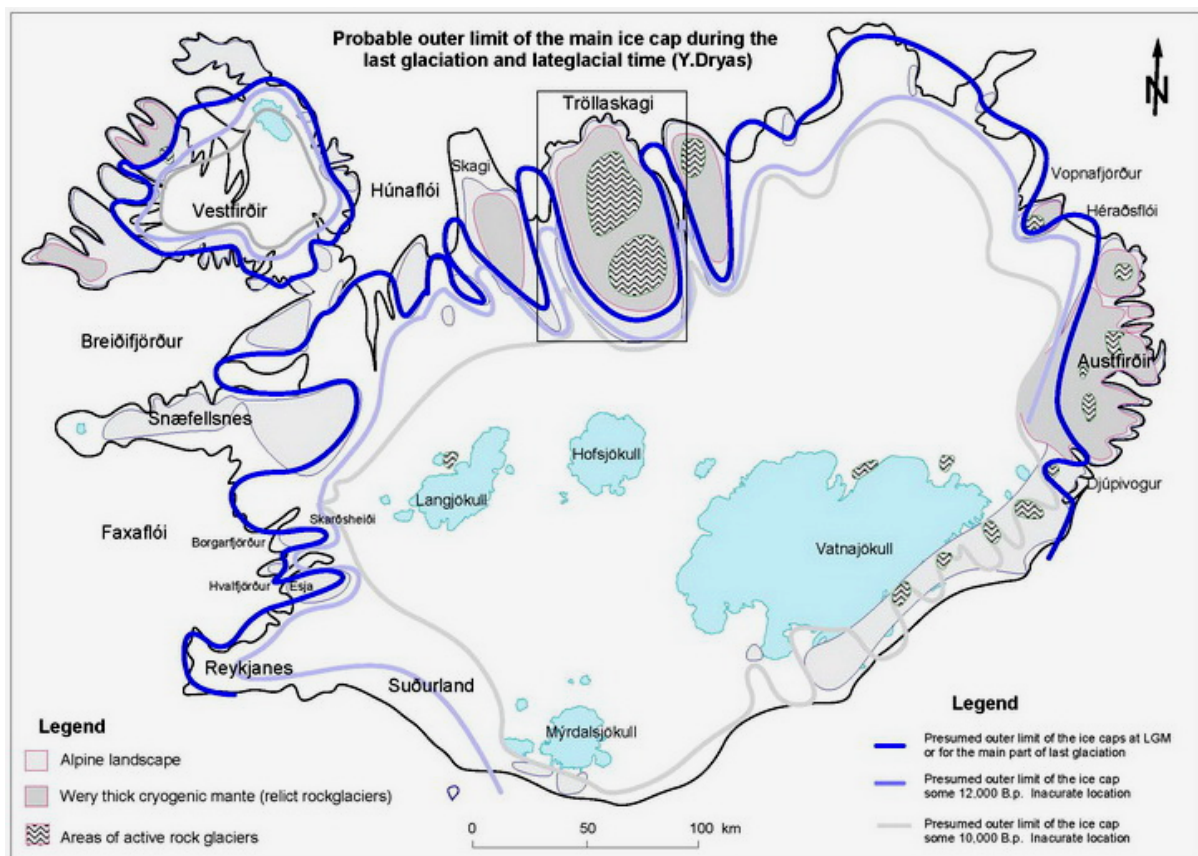 Probable outer limit of the main ice cap during the
last glaciation and lateglacial time (Y.Dryas)
N
Tröllaskagi
Skagi
Húnaflói
Vestfirðir
Vopnafjörður
Héraðsflói
Breiðifjörður
Austfirðir
Snæfellsnes
Hofsjökull
Langjökull
Djúpivogur
Skarðsheiði
Faxaflói
Borgarfjörður
Vatnajökull
Hvalfjörður
Esja
Reykjanes
Suðurland
Mýrdalsjökull
Legend
Alpine landscape
Wery thick cryogenic mante (relict rockglaciers)
Areas of active rock glaciers
0 50 100 km
Legend
Presumed outer limit of the ice caps at LGM
or for the main part of last glaciation
Presumed outer limit of the ice cap
some 12,000 B.p. Inacurate location
Presumed outer limit of the ice cap
some 10,000 B.p. Inacurate location